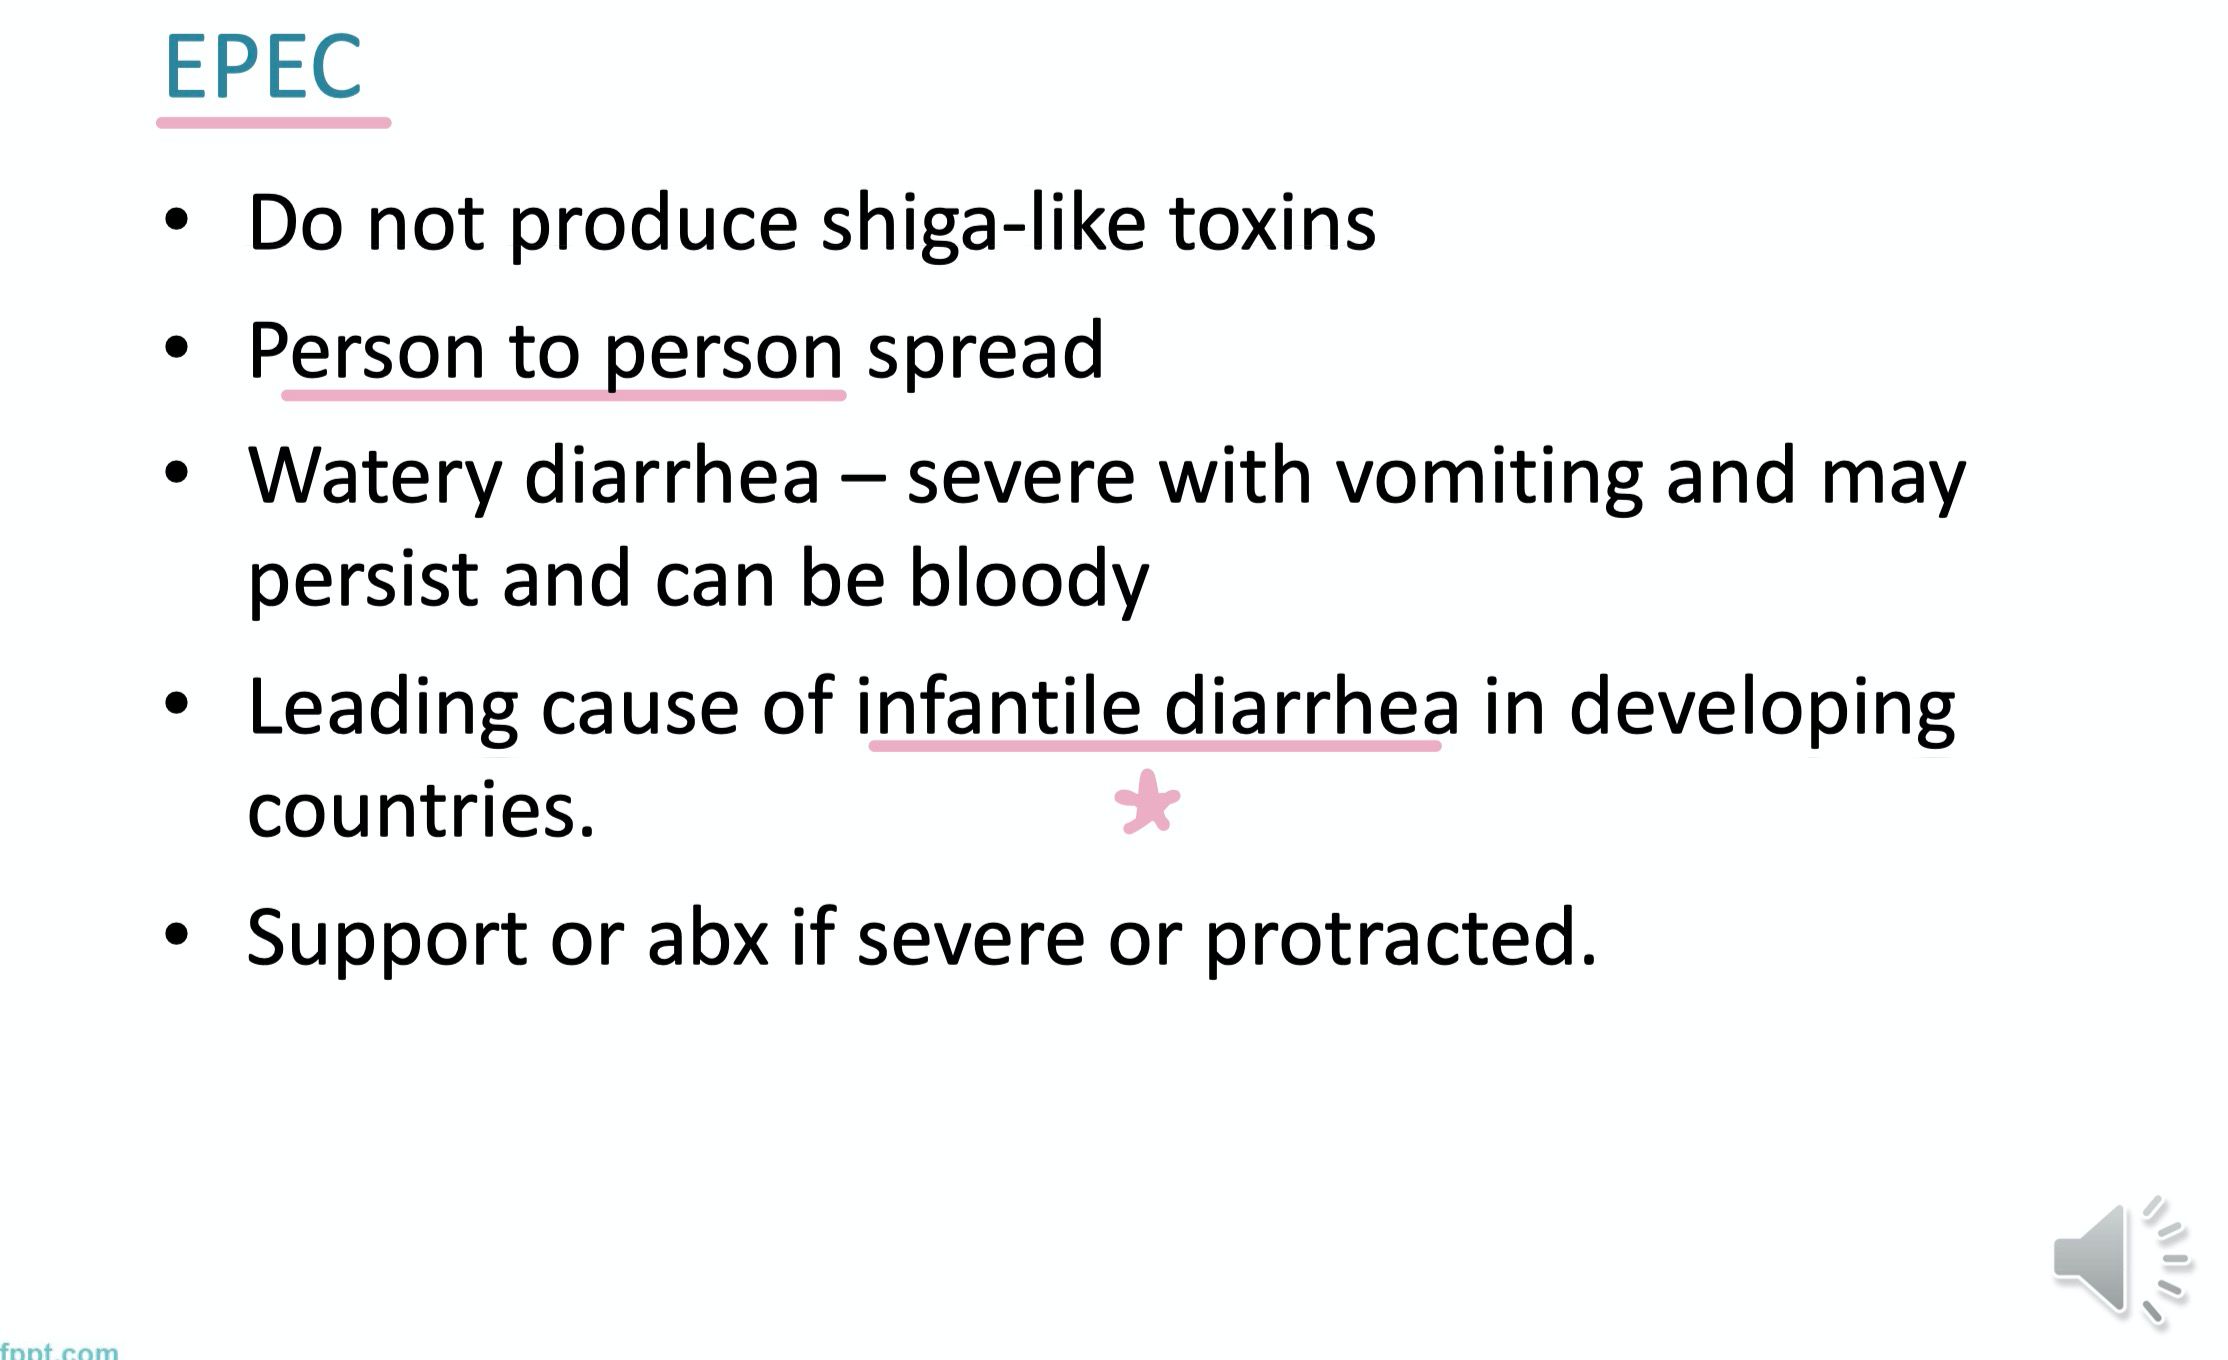 EPEC
• Do not produce shiga-like toxins
• Person to person spread
• Watery diarrhea – severe with vomiting and may
persist and can be bloody
• Leading cause of infantile diarrhea in developing
countries.
• Support or abx if severe or protracted.
fppt.com